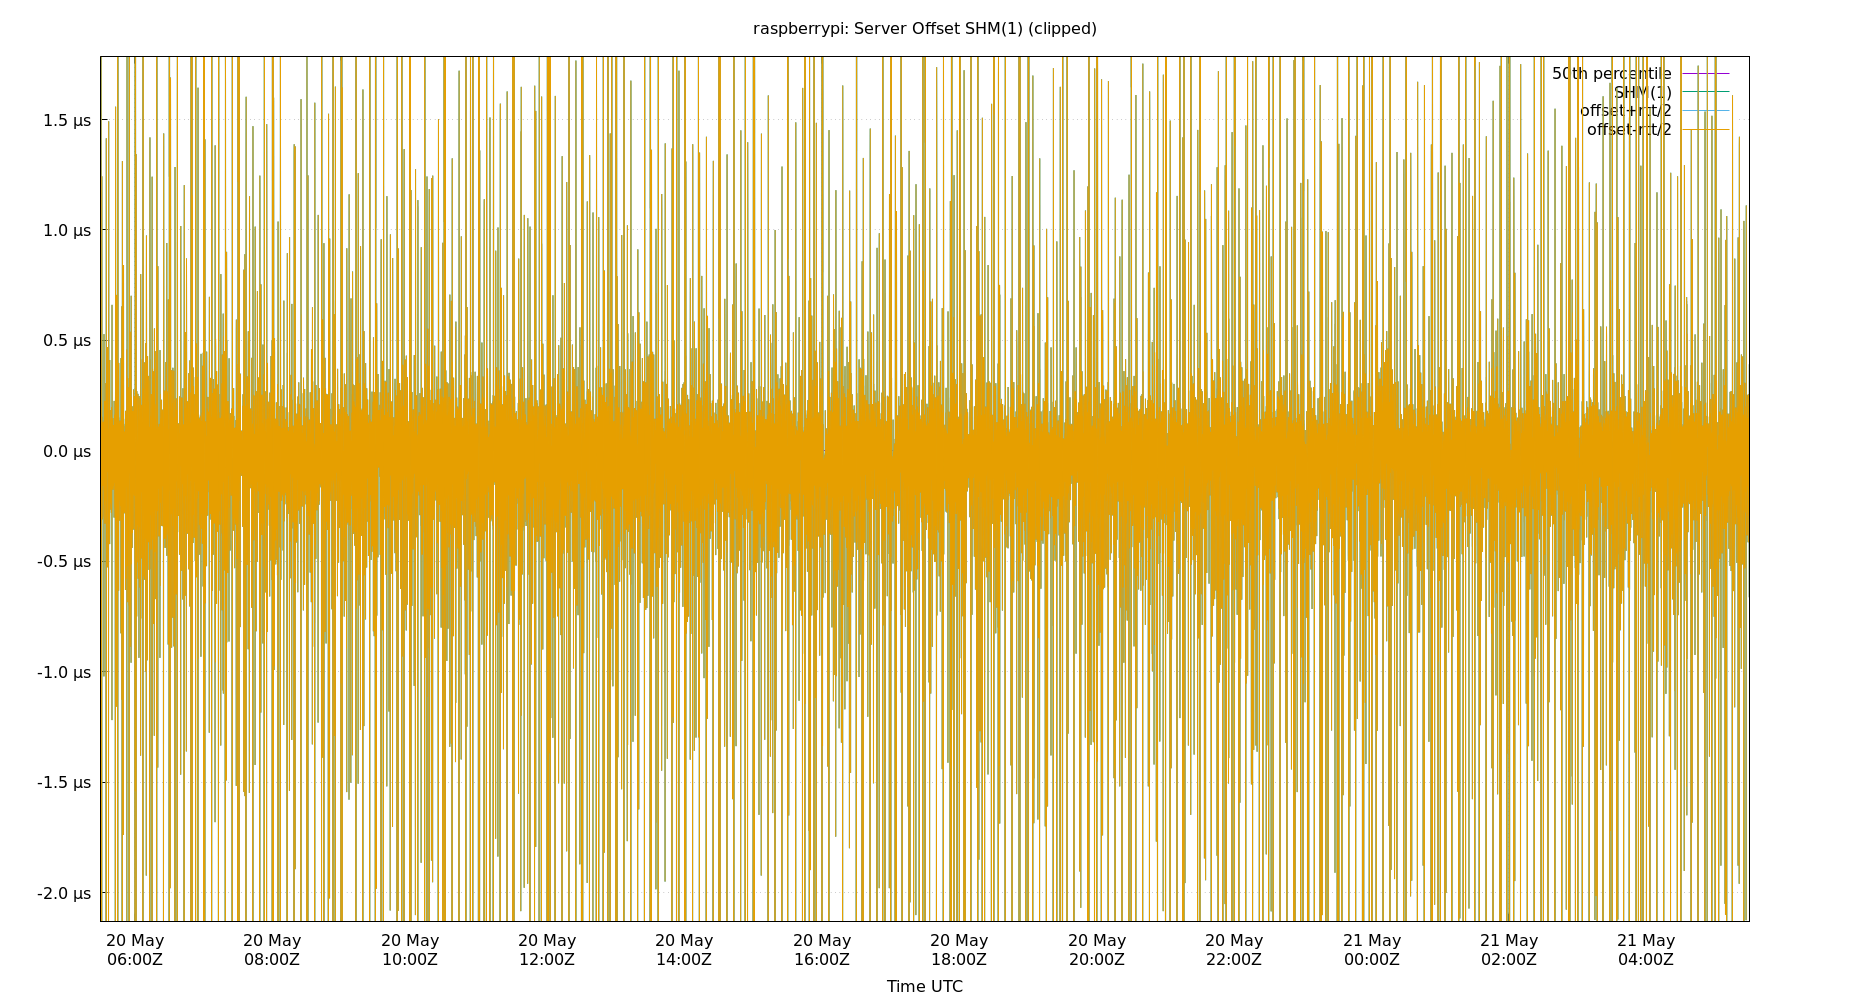 raspberrypi: Server Offset SHM(1) (clipped)
50th percentile
SHM(1)
offset+rtt/2
offset-rtt/2
1.5 µs
1.0 µs
0.5 µs
0.0 µs
-0.5 µs
-1.0 µs
-1.5 µs
-2.0 µs
20 May 20 May 20 May 20 May 20 May 20 May 20 May 20 May 20 May 21 May 21 May 21 May
06:00Z 08:00Z 10:00Z 12:00Z 14:00Z 16:00Z 18:00Z 20:00Z 22:00Z 00:00Z 02:00Z 04:00Z
Time UTC